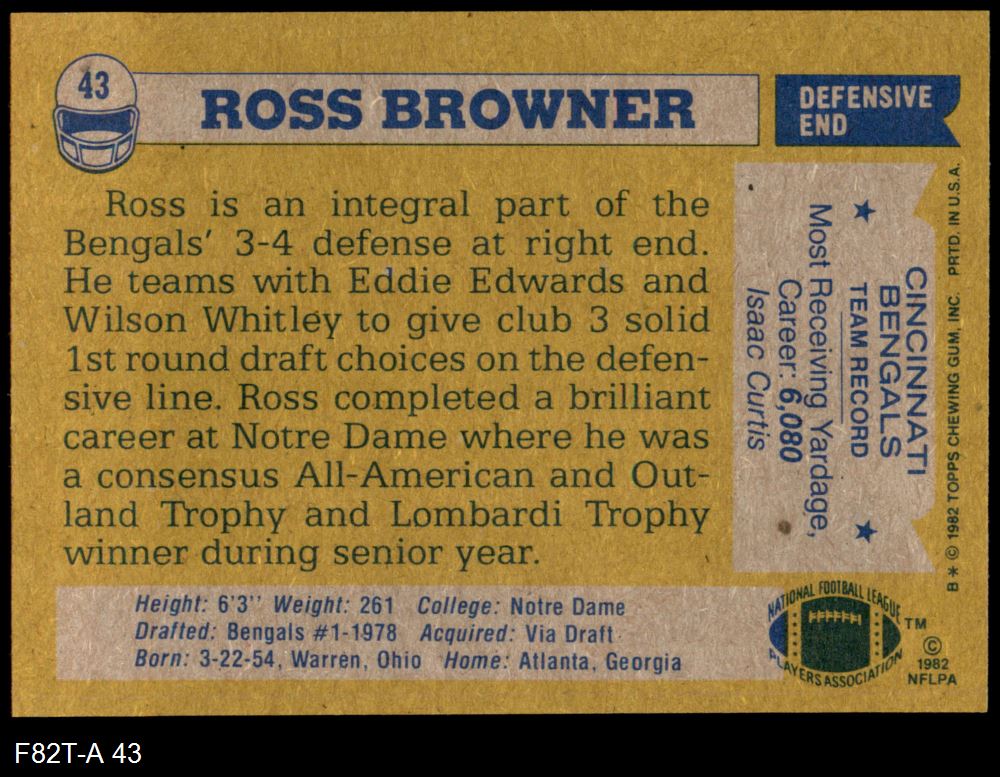 43
ROSS BROWNER
DEFENSIVE
END
Ross is an integral part of the
Bengals' 3-4 defense at right end.
He teams with Eddie Edwards and
Wilson Whitley to give club 3 solid
1st round draft choices on the defen-
sive line. Ross completed a brilliant
career at Notre Dame where he was
a consensus All-American and Out-
land Trophy and Lombardi Trophy
winner during senior year.
CINCINNATI
BENGALS
★ TEAM RECORD ★
Most Receiving Yardage,
Career: 6,080
Isaac Curtis
B * © 1982 TOPPS CHEWING GUM, INC. PRTD. IN U.S.A.
Height: 6'3'' Weight: 261 College: Notre Dame
Drafted: Bengals #1-1978 Acquired: Via Draft
Born: 3-22-54, Warren, Ohio Home: Atlanta, Georgia
NATIONAL FOOTBALL LEAGUE
PLAYERS ASSOCIATION
TM
©
1982
NFLPA
F82T-A 43